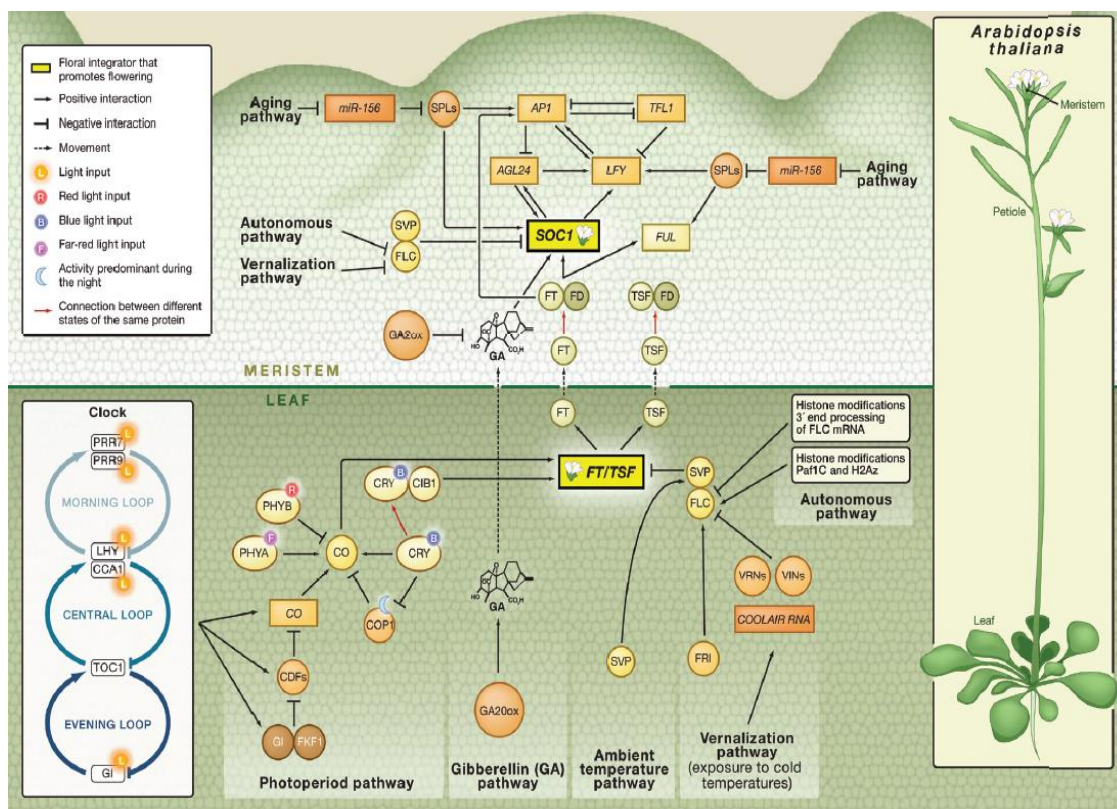 Floral integrator that
promotes flowering
Positive interaction
Negative interaction
Movement
L
Light input
R
Red light input
B
Blue light input
F
Far-red light input
Activity predominant during
the night
Connection between different
states of the same protein
Aging
pathway
miR-156
SPLs
AP1
TFL1
AGL24
LFY
SPLs
miR-156
Aging
pathway
Autonomous
pathway
Vernalization
pathway
SVP
FLC
SOC1
FUL
FT
FD
TSF
FD
GA2ox
HO
CO₂H
GA
FT
TSF
MERISTEM
LEAF
Clock
PRR7
L
PRR9
L
MORNING LOOP
LHY
L
CCA1
L
CENTRAL LOOP
TOC1
EVENING LOOP
GI
L
FT
TSF
FT/TSF
Histone modifications
3´ end processing
of FLC mRNA
Histone modifications
Paf1C and H2Az
Autonomous
pathway
SVP
FLC
CRY
B
CIB1
PHYB
R
PHYA
F
CO
CRY
B
CO
COP1
CDFs
GI
FKF1
Photoperiod pathway
HO
CO₂H
GA
GA20ox
Gibberellin (GA)
pathway
SVP
Ambient
temperature
pathway
FRI
VRNs
VINs
COOLAIR RNA
Vernalization
pathway
(exposure to cold
temperatures)
Arabidopsis
thaliana
Meristem
Petiole
Leaf